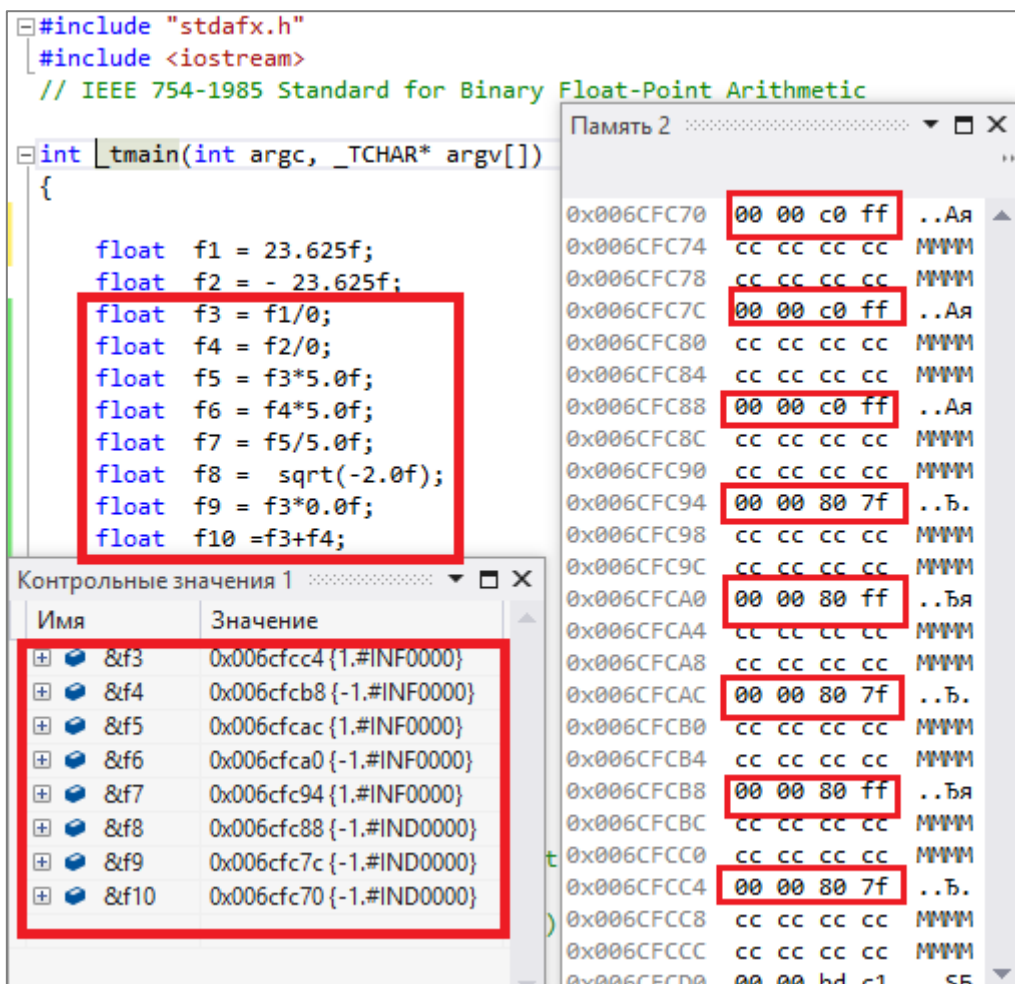 #include "stdafx.h"
#include <iostream>
// IEEE 754-1985 Standard for Binary Float-Point Arithmetic
int _tmain(int argc, _TCHAR* argv[])
{
float f1 = 23.625f;
float f2 = - 23.625f;
float f3 = f1/0;
float f4 = f2/0;
float f5 = f3*5.0f;
float f6 = f4*5.0f;
float f7 = f5/5.0f;
float f8 = sqrt(-2.0f);
float f9 = f3*0.0f;
float f10 =f3+f4;
Контрольные значения 1
Имя Значение
&f3 0x006cfcc4 {1.#INF0000}
&f4 0x006cfcb8 {-1.#INF0000}
&f5 0x006cfcac {1.#INF0000}
&f6 0x006cfca0 {-1.#INF0000}
&f7 0x006cfc94 {1.#INF0000}
&f8 0x006cfc88 {-1.#IND0000}
&f9 0x006cfc7c {-1.#IND0000}
&f10 0x006cfc70 {-1.#IND0000}
t
)
Память 2
0x006CFC70 00 00 c0 ff ..Ая
0x006CFC74 cc cc cc cc ММММ
0x006CFC78 cc cc cc cc ММММ
0x006CFC7C 00 00 c0 ff ..Ая
0x006CFC80 cc cc cc cc ММММ
0x006CFC84 cc cc cc cc ММММ
0x006CFC88 00 00 c0 ff ..Ая
0x006CFC8C cc cc cc cc ММММ
0x006CFC90 cc cc cc cc ММММ
0x006CFC94 00 00 80 7f ..Ђ.
0x006CFC98 cc cc cc cc ММММ
0x006CFC9C cc cc cc cc ММММ
0x006CFCA0 00 00 80 ff ..Ђя
0x006CFCA4 cc cc cc cc ММММ
0x006CFCA8 cc cc cc cc ММММ
0x006CFCAC 00 00 80 7f ..Ђ.
0x006CFCB0 cc cc cc cc ММММ
0x006CFCB4 cc cc cc cc ММММ
0x006CFCB8 00 00 80 ff ..Ђя
0x006CFCBC cc cc cc cc ММММ
0x006CFCC0 cc cc cc cc ММММ
0x006CFCC4 00 00 80 7f ..Ђ.
0x006CFCC8 cc cc cc cc ММММ
0x006CFCCC cc cc cc cc ММММ
0x006CFCD0 00 00 bd c1